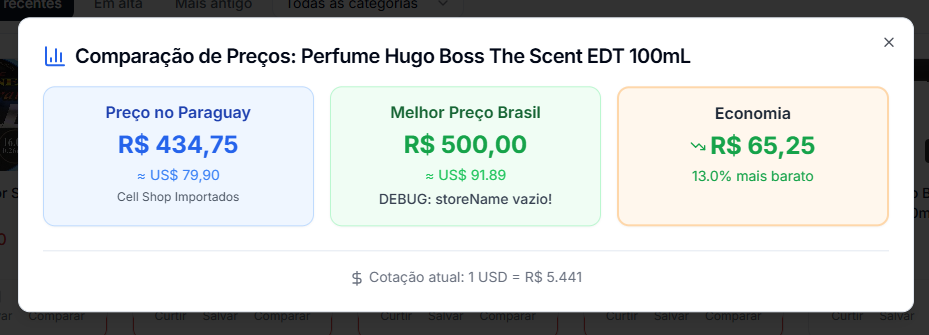 recentes
Em alta
Mais antigo
Todas as categorias
Comparação de Preços: Perfume Hugo Boss The Scent EDT 100mL
Preço no Paraguay
R$ 434,75
≈ US$ 79,90
Cell Shop Importados
Melhor Preço Brasil
R$ 500,00
≈ US$ 91.89
DEBUG: storeName vazio!
Economia
R$ 65,25
13.0% mais barato
Cotação atual: 1 USD = R$ 5.441
Curtir Salvar Comparar
Curtir Salvar Comparar
Curtir Salvar Comparar
Curtir Salvar